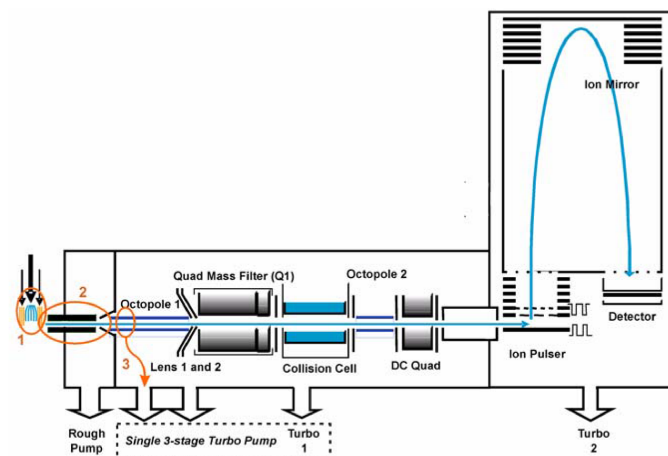 Ion Mirror
Quad Mass Filter (Q1)
Octopole 2
2
Octopole 1
1
3
Detector
Ion Pulser
Lens 1 and 2
Collision Cell
DC Quad
Rough
Pump
Single 3-stage Turbo Pump
Turbo
1
Turbo
2